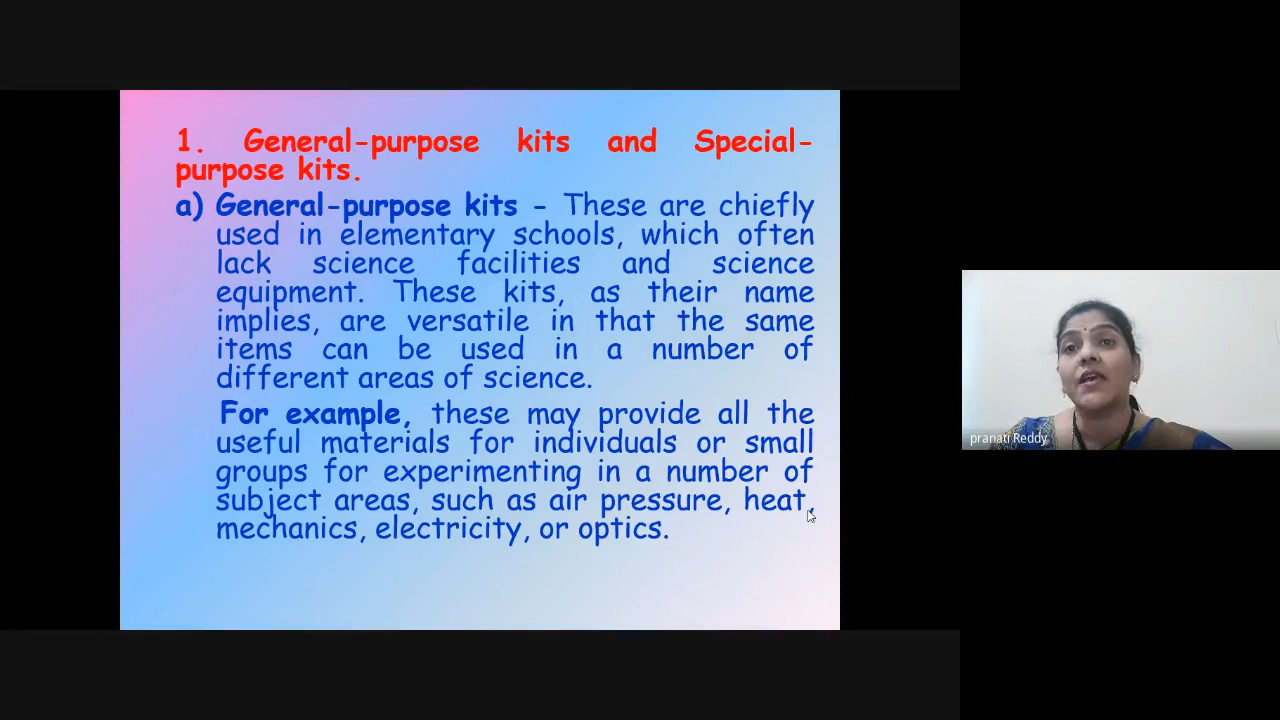 1. General-purpose kits and Special-
purpose kits.
a) General-purpose kits - These are chiefly
used in elementary schools, which often
lack science facilities and science
equipment. These kits, as their name
implies, are versatile in that the same
items can be used in a number of
different areas of science.
For example, these may provide all the
useful materials for individuals or small
groups for experimenting in a number of
subject areas, such as air pressure, heat,
mechanics, electricity, or optics.
pranati Reddy